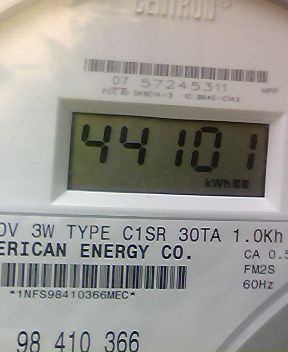 CENTRON®
07 57245311
44101
kWh
0V 3W TYPE C1SR 30TA 1.0Kh
ERICAN ENERGY CO.
CA 0.5
FM2S
*1NFS98410366MEC*
60Hz
98 410 366